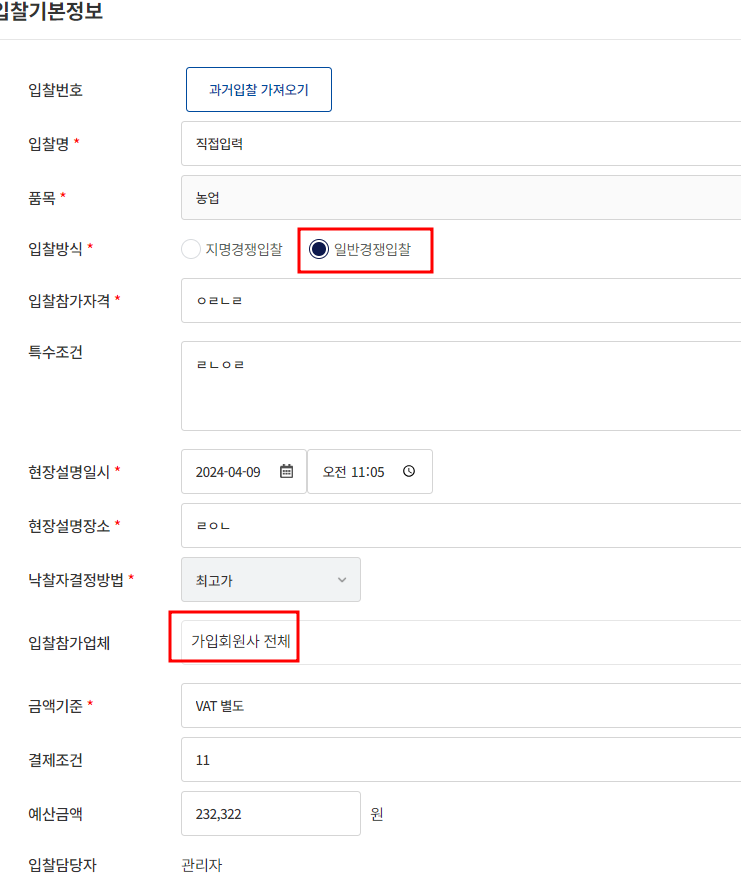 입찰기본정보
입찰번호 과거입찰 가져오기
입찰명 * 직접입력
품목 * 농업
입찰방식 * 지명경쟁입찰 일반경쟁입찰
입찰참가자격 * ㅇㄹㄴㄹ
특수조건 ㄹㄴㅇㄹ
현장설명일시 * 2024-04-09 오전 11:05
현장설명장소 * ㄹㅇㄴ
낙찰자결정방법 * 최고가
입찰참가업체 가입회원사 전체
금액기준 * VAT 별도
결제조건 11
예산금액 232,322 원
입찰담당자 관리자